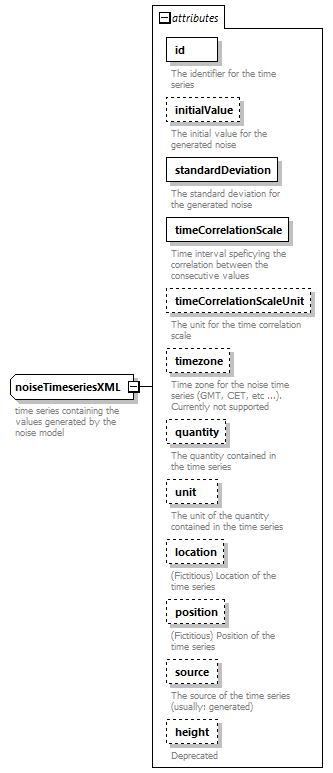 attributes
id
The identifier for the time
series
initialValue
The initial value for the
generated noise
standardDeviation
The standard deviation for
the generated noise
timeCorrelationScale
Time interval speficying the
correlation between the
consecutive values
timeCorrelationScaleUnit
The unit for the time correlation
scale
timezone
Time zone for the noise time
series (GMT, CET, etc ...).
Currently not supported
noiseTimeseriesXML
time series containing the
values generated by the
noise model
quantity
The quantity contained in
the time series
unit
The unit of the quantity
contained in the time series
location
(Fictitious) Location of the
time series
position
(Fictitious) Position of the
time series
source
The source of the time series
(usually: generated)
height
Deprecated